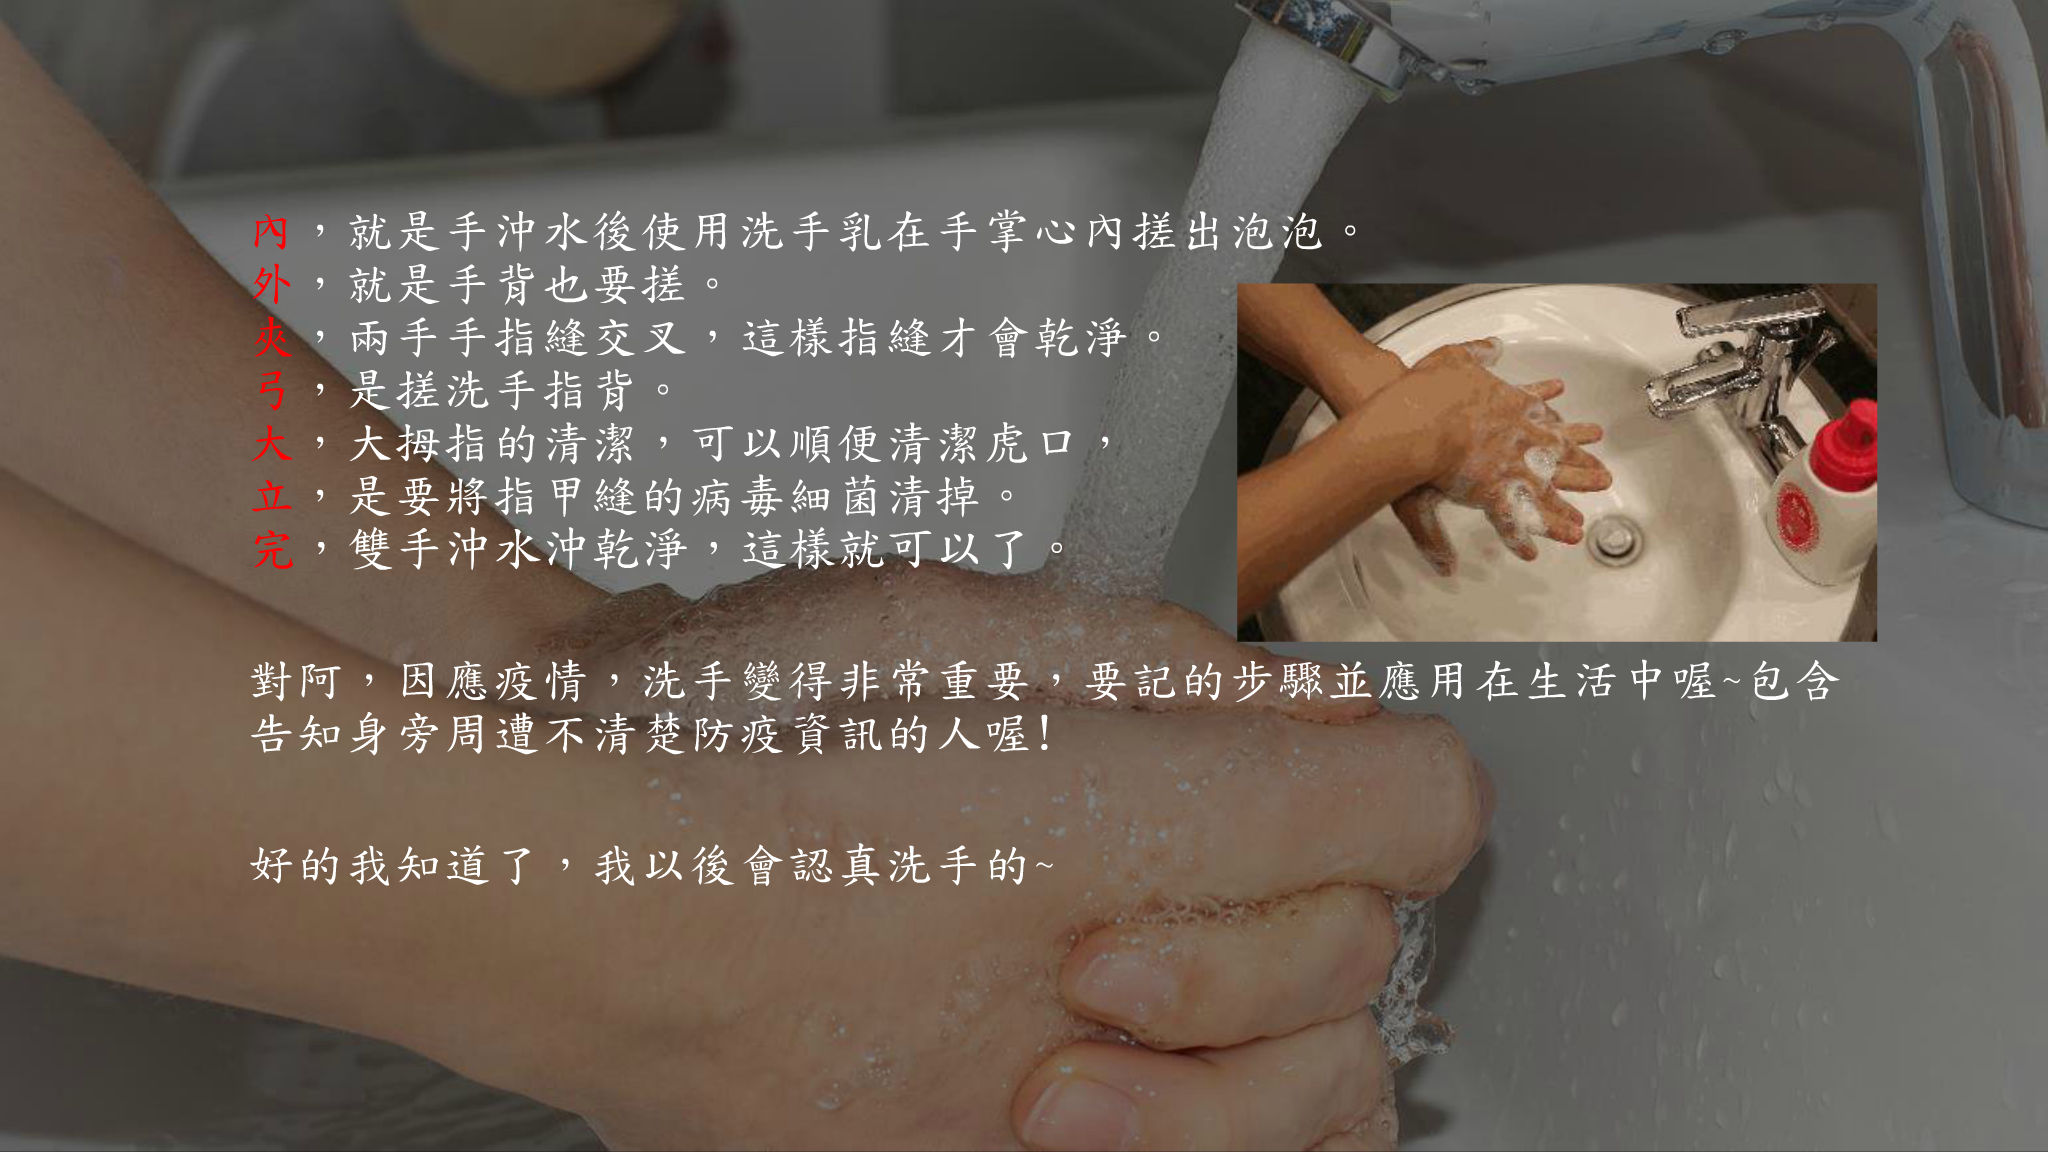 內，就是手沖水後使用洗手乳在手掌心內搓出泡泡。
外，就是手背也要搓。
夾，兩手手指縫交叉，這樣指縫才會乾淨。
弓，是搓洗手指背。
大，大拇指的清潔，可以順便清潔虎口，
立，是要將指甲縫的病毒細菌清掉。
完，雙手沖水沖乾淨，這樣就可以了。
對阿，因應疫情，洗手變得非常重要，要記的步驟並應用在生活中喔~包含
告知身旁周遭不清楚防疫資訊的人喔!
好的我知道了，我以後會認真洗手的~